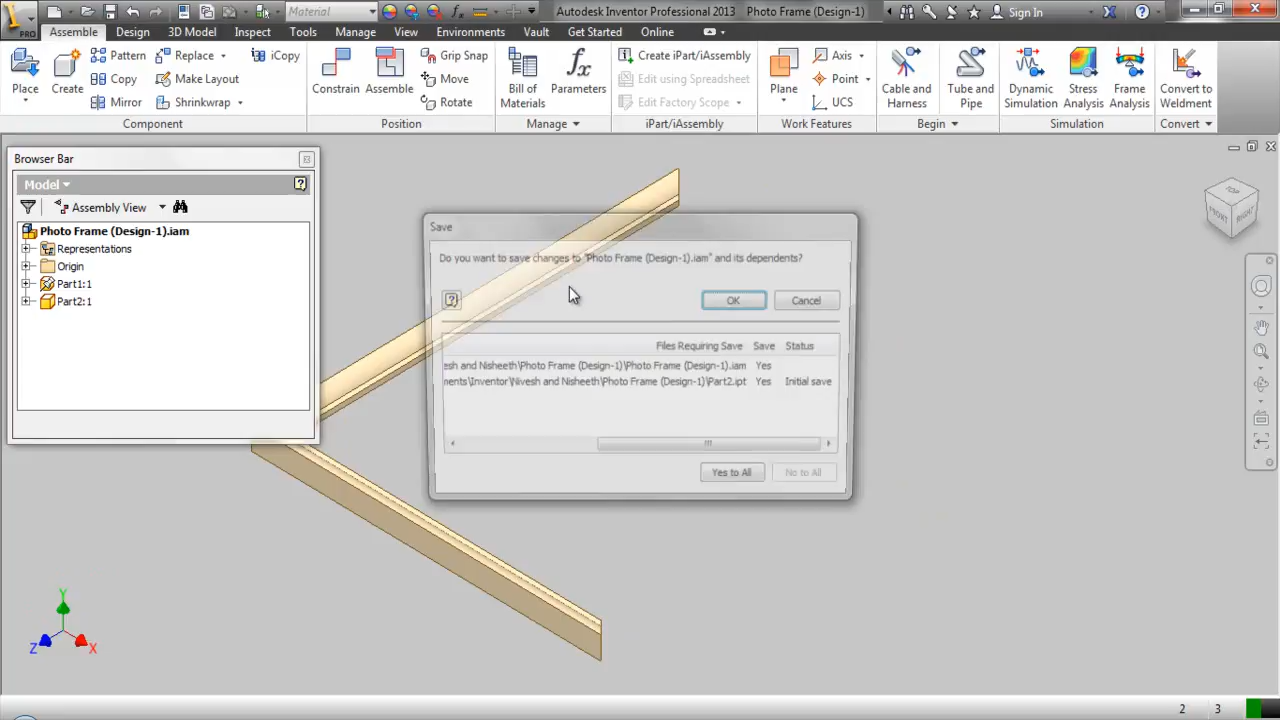 Material
Autodesk Inventor Professional 2013
Photo Frame (Design-1)
Sign In
PRO
Assemble
Design
3D Model
Inspect
Tools
Manage
View
Environments
Vault
Get Started
Online
Place
Create
Pattern
Copy
Mirror
Replace
Make Layout
Shrinkwrap
iCopy
Component
Constrain
Assemble
Grip Snap
Move
Rotate
Position
Bill of
Materials
Parameters
Manage
Create iPart/iAssembly
Edit using Spreadsheet
Edit Factory Scope
iPart/iAssembly
Plane
Axis
Point
UCS
Work Features
Cable and
Harness
Tube and
Pipe
Begin
Dynamic
Simulation
Stress
Analysis
Frame
Analysis
Simulation
Convert to
Weldment
Convert
Browser Bar
Model
Assembly View
Photo Frame (Design-1).iam
Representations
Origin
Part1:1
Part2:1
Save
Do you want to save changes to "Photo Frame (Design-1).iam" and its dependents?
OK
Cancel
Files Requiring Save Save Status
esh and Nisheeth\Photo Frame (Design-1)\Photo Frame (Design-1).iam Yes
ments\Inventor\Nivesh and Nisheeth\Photo Frame (Design-1)\Part2.ipt Yes Initial save
Yes to All
No to All
TOP
FRONT
RIGHT
Y
Z
X
2
3